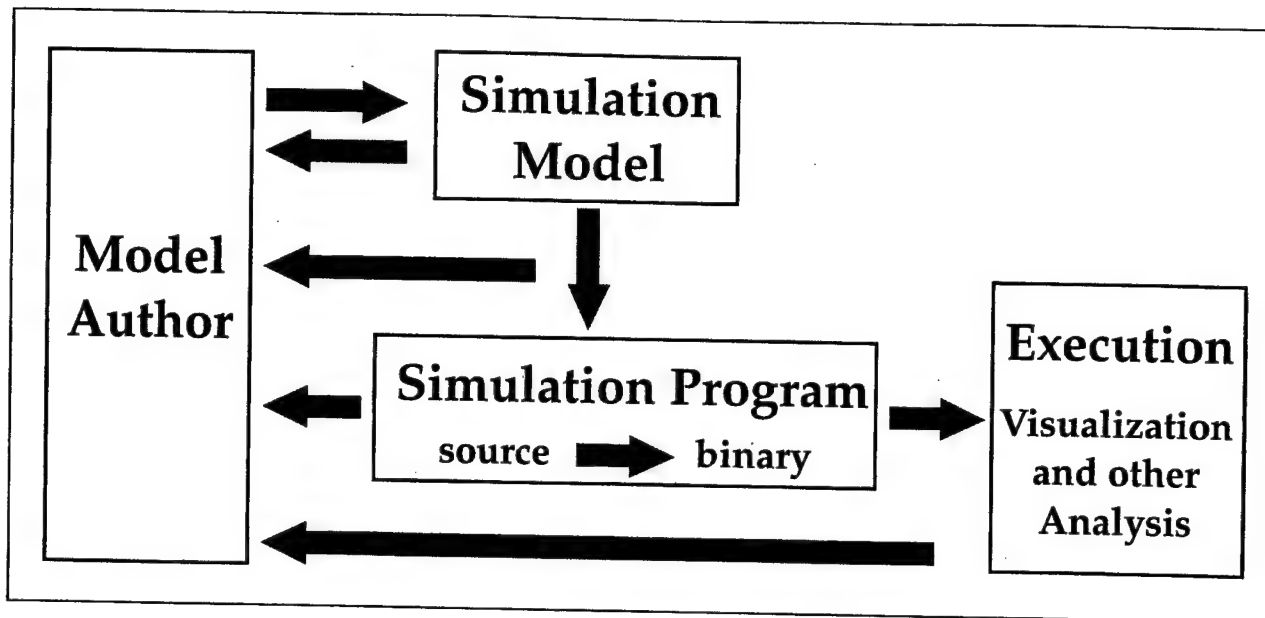 Model
Author
Simulation
Model
Simulation Program
source binary
Execution
Visualization
and other
Analysis